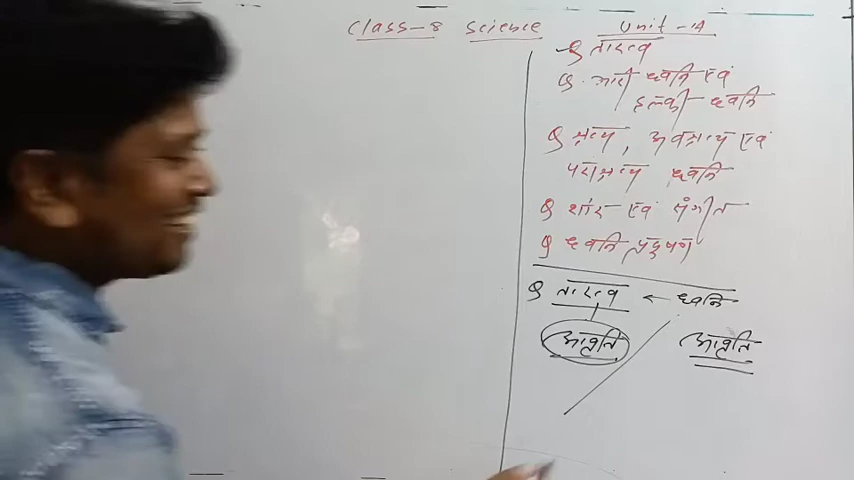 Class-8 Science Unit-14
तारत्व
भारी ध्वनि एवं
हल्की ध्वनि
श्रव्य, अवश्रव्य एवं
पराश्रव्य ध्वनि
शोर एवं संगीत
ध्वनि प्रदूषण
तारत्व ← ध्वनि
आवृत्ति / आवृत्ति